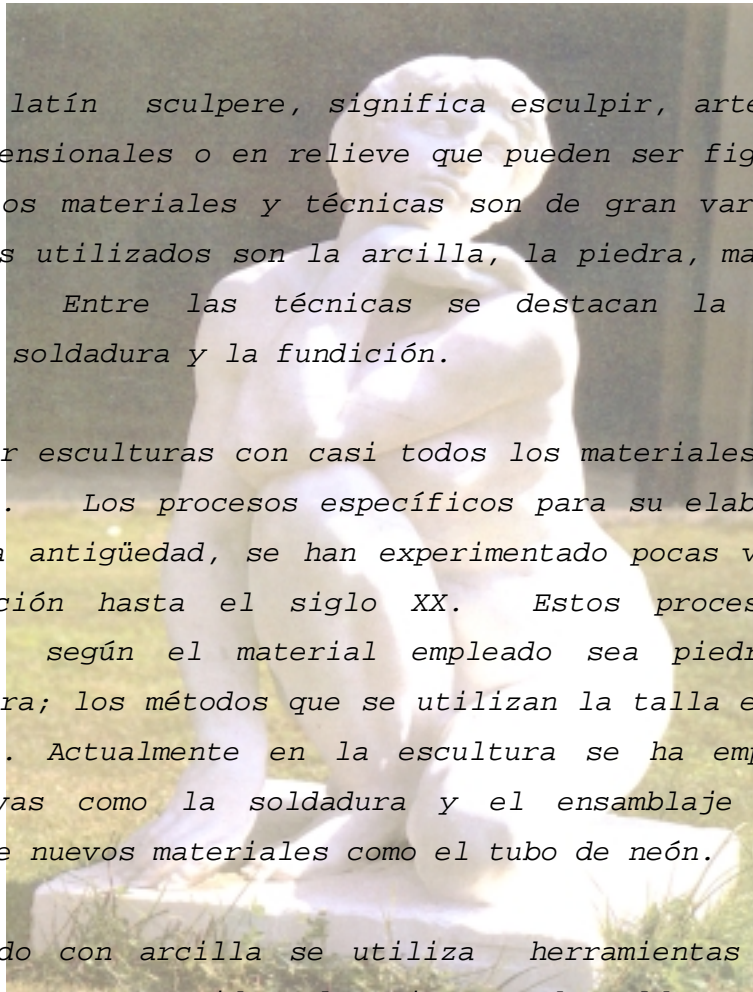 latín sculpere, significa esculpir, arte
ensionales o en relieve que pueden ser fig
os materiales y técnicas son de gran var
s utilizados son la arcilla, la piedra, ma
Entre las técnicas se destacan la
soldadura y la fundición.
r esculturas con casi todos los materiales
. Los procesos específicos para su elab
a antigüedad, se han experimentado pocas v
ción hasta el siglo XX. Estos proces
según el material empleado sea piedr
ra; los métodos que se utilizan la talla e
. Actualmente en la escultura se ha emp
vas como la soldadura y el ensamblaje
e nuevos materiales como el tubo de neón.
do con arcilla se utiliza herramientas